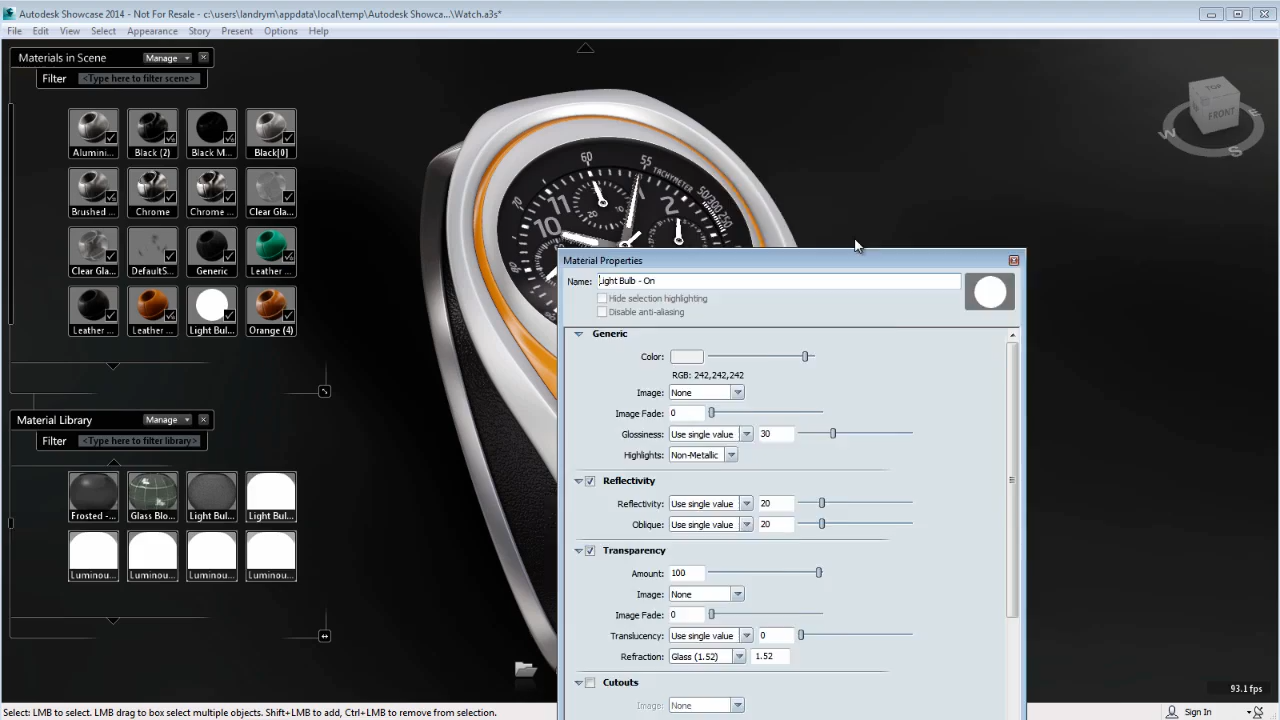 Autodesk Showcase 2014 - Not For Resale - c:\users\landrym\appdata\local\temp\Autodesk Showca...\Watch.a3s*
File Edit View Select Appearance Story Present Options Help
Materials in Scene Manage
Filter <Type here to filter scene>
Alumini... Black (2) Black M... Black[0]
Brushed ... Chrome Chrome ... Clear Gla...
Clear Gla... DefaultS... Generic Leather ...
Leather ... Leather ... Light Bul... Orange (4)
Material Library Manage
Filter <Type here to filter library>
Frosted -... Glass Blo... Light Bul... Light Bul...
Luminou... Luminou... Luminou... Luminou...
60 55
TACHYMETER
50/300 250
70
11 2
10
20
95
TOP
FRONT
W S E
Material Properties
Name: Light Bulb - On
Hide selection highlighting
Disable anti-aliasing
Generic
Color:
RGB: 242,242,242
Image: None
Image Fade: 0
Glossiness: Use single value 30
Highlights: Non-Metallic
Reflectivity
Reflectivity: Use single value 20
Oblique: Use single value 20
Transparency
Amount: 100
Image: None
Image Fade: 0
Translucency: Use single value 0
Refraction: Glass (1.52) 1.52
Cutouts
Image: None
93.1 fps
Select: LMB to select. LMB drag to box select multiple objects. Shift+LMB to add, Ctrl+LMB to remove from selection.
Sign In